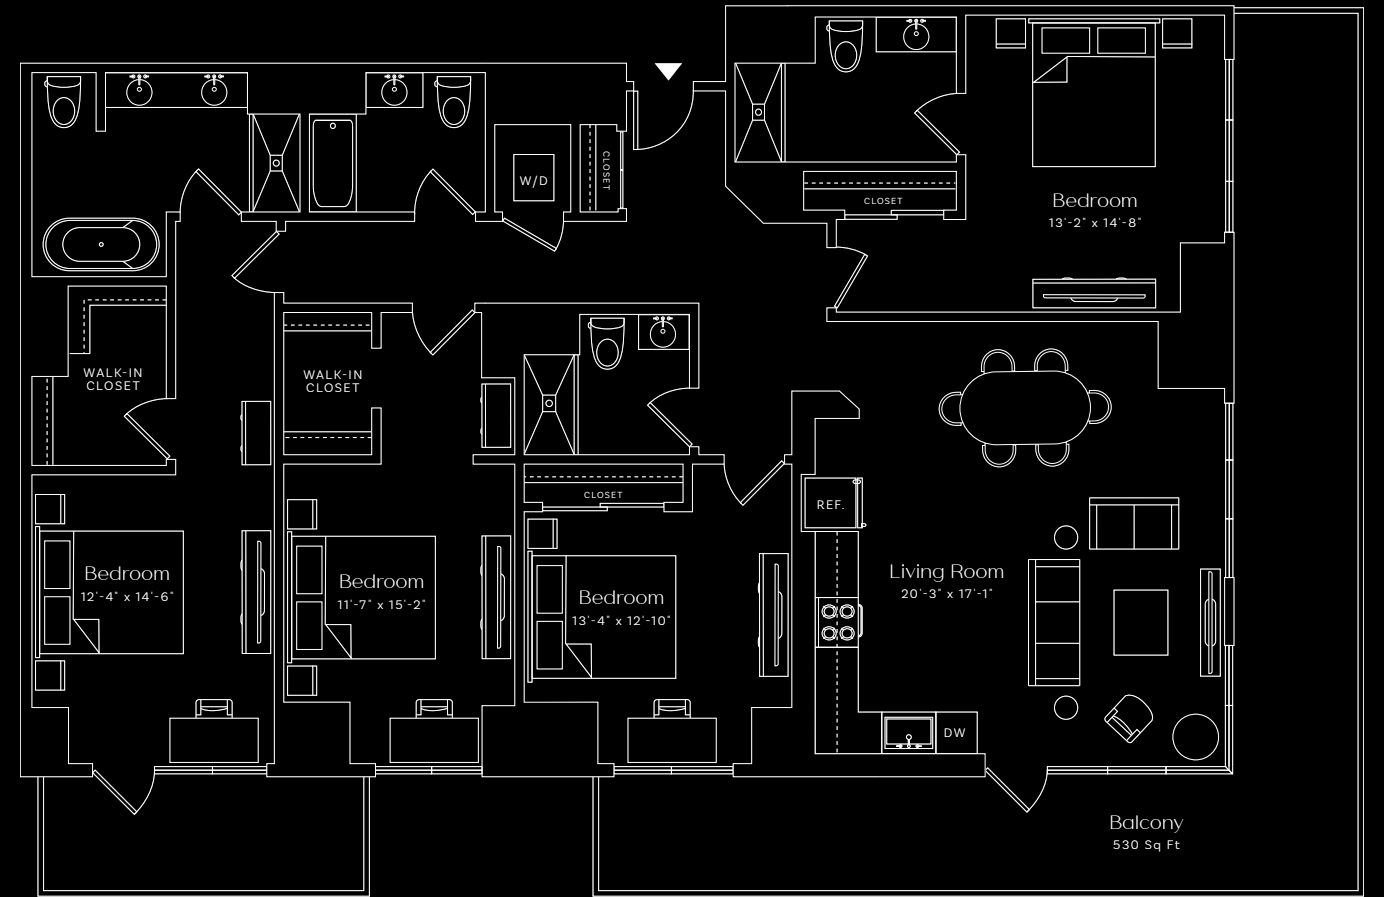 W/D
CLOSET
CLOSET
Bedroom
13'-2" x 14'-8"
WALK-IN
CLOSET
WALK-IN
CLOSET
CLOSET
REF.
Bedroom
12'-4" x 14'-6"
Bedroom
11'-7" x 15'-2"
Bedroom
13'-4" x 12'-10"
Living Room
20'-3" x 17'-1"
DW
Balcony
530 Sq Ft